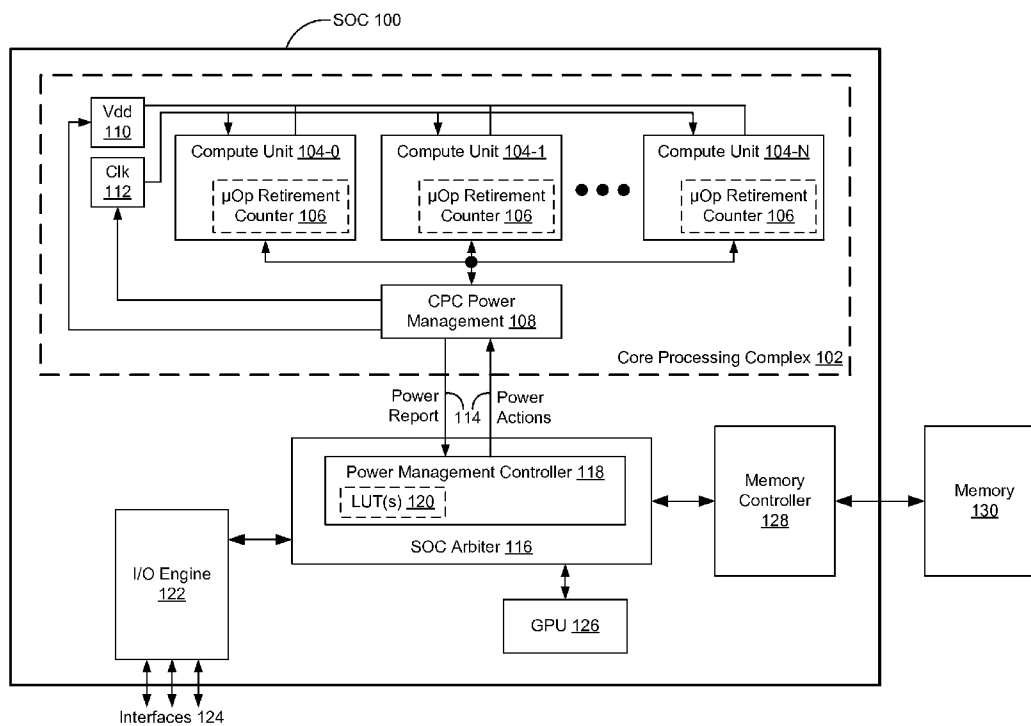 SOC 100
Vdd
110
Clk
112
Compute Unit 104-0
µOp Retirement
Counter 106
Compute Unit 104-1
µOp Retirement
Counter 106
Compute Unit 104-N
µOp Retirement
Counter 106
CPC Power
Management 108
Core Processing Complex 102
Power
Report
114
Power
Actions
Power Management Controller 118
LUT(s) 120
SOC Arbiter 116
Memory
Controller
128
Memory
130
I/O Engine
122
GPU 126
Interfaces 124